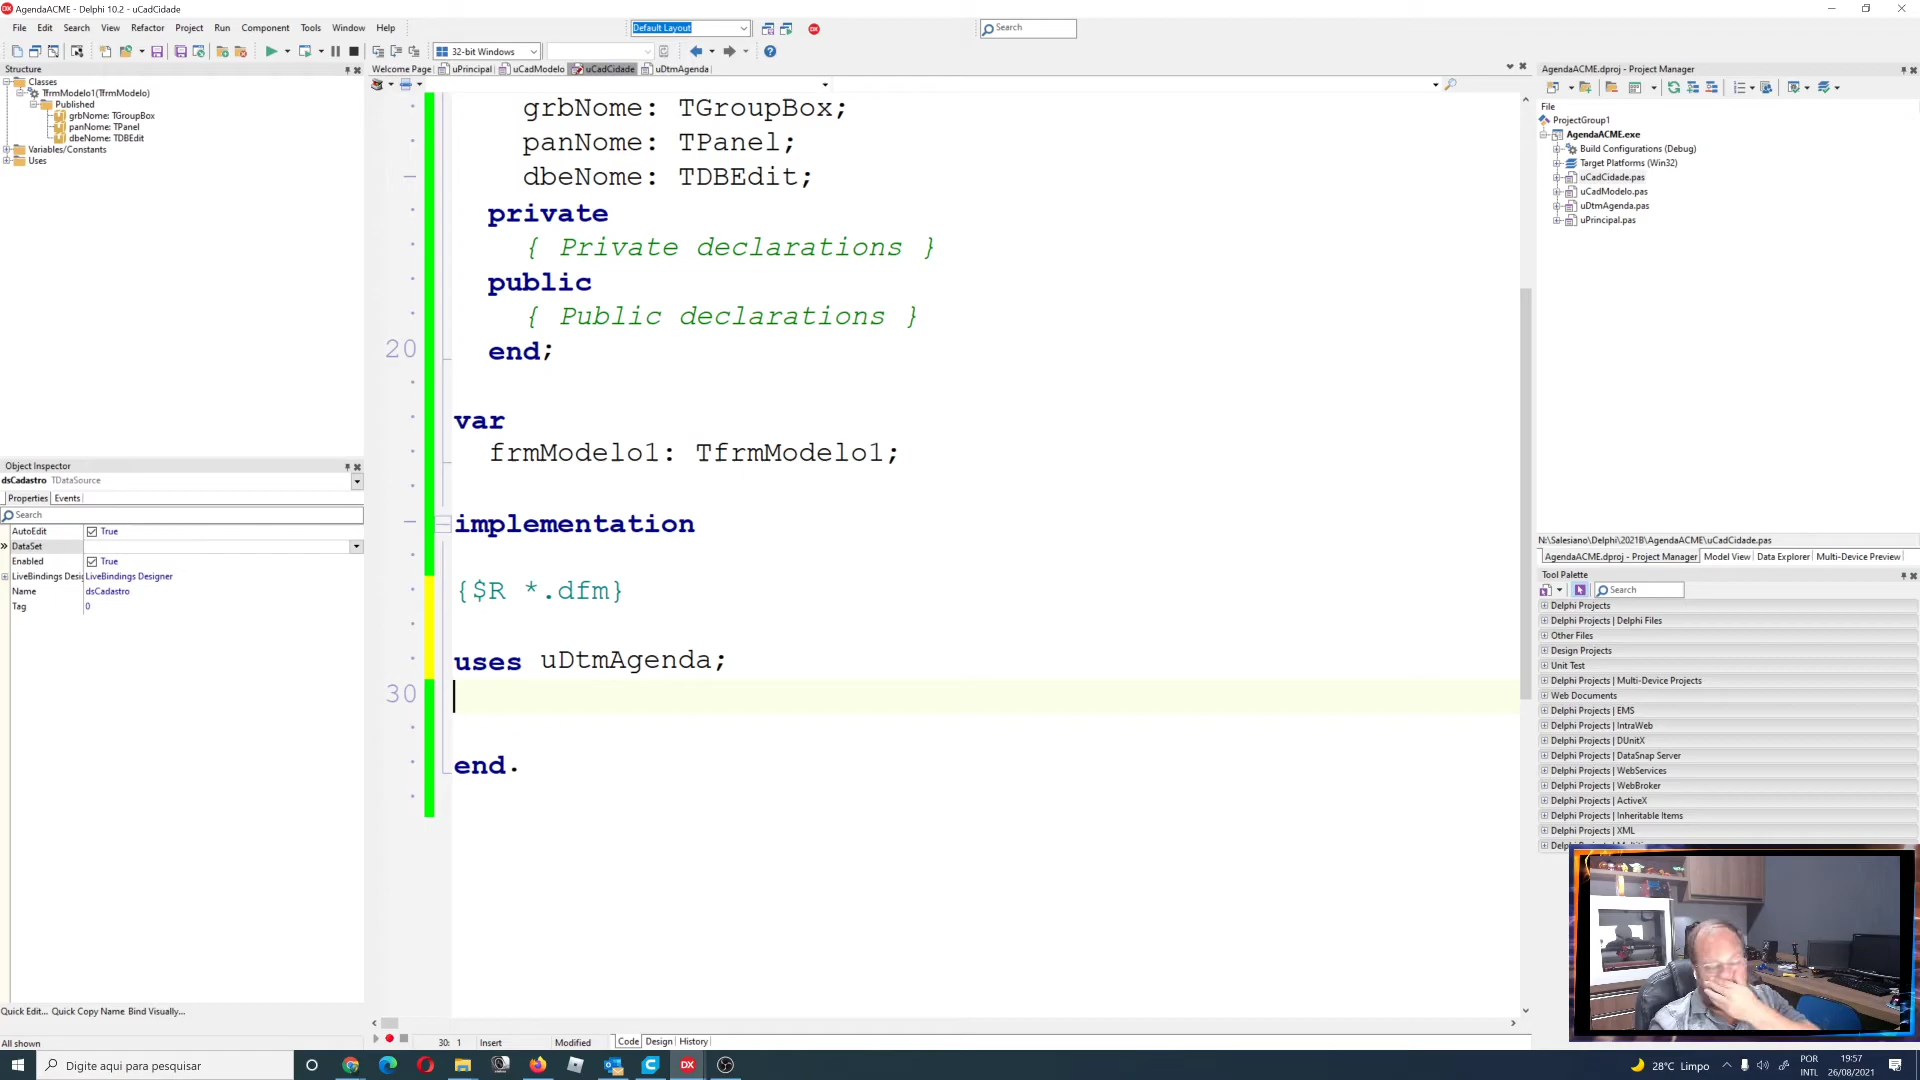 AgendaACME - Delphi 10.2 - uCadCidade
File Edit Search View Refactor Project Run Component Tools Window Help
Default Layout
Search
32-bit Windows
Structure
Welcome Page uPrincipal uCadModelo uCadCidade uDtmAgenda
AgendaACME.dproj - Project Manager
Classes
TfrmModelo1(TfrmModelo)
Published
grbNome: TGroupBox
panNome: TPanel
dbeNome: TDBEdit
Variables/Constants
Uses
grbNome: TGroupBox;
panNome: TPanel;
dbeNome: TDBEdit;
private
{ Private declarations }
public
{ Public declarations }
20
end;
var
frmModelo1: TfrmModelo1;
implementation
{$R *.dfm}
uses uDtmAgenda;
30
end.
File
ProjectGroup1
AgendaACME.exe
Build Configurations (Debug)
Target Platforms (Win32)
uCadCidade.pas
uCadModelo.pas
uDtmAgenda.pas
uPrincipal.pas
Object Inspector
dsCadastro TDataSource
Properties Events
Search
AutoEdit True
DataSet
Enabled True
LiveBindings Desi LiveBindings Designer
Name dsCadastro
Tag 0
N:\Salesiano\Delphi\2021B\AgendaACME\uCadCidade.pas
AgendaACME.dproj - Project Manager Model View Data Explorer Multi-Device Preview
Tool Palette
Search
Delphi Projects
Delphi Projects | Delphi Files
Other Files
Design Projects
Unit Test
Delphi Projects | Multi-Device Projects
Web Documents
Delphi Projects | EMS
Delphi Projects | IntraWeb
Delphi Projects | DUnitX
Delphi Projects | DataSnap Server
Delphi Projects | WebServices
Delphi Projects | WebBroker
Delphi Projects | ActiveX
Delphi Projects | Inheritable Items
Delphi Projects | XML
Quick Edit... Quick Copy Name Bind Visually...
All shown
30: 1 Insert Modified Code Design History
Digite aqui para pesquisar
28°C Limpo
POR
INTL
19:57
26/08/2021